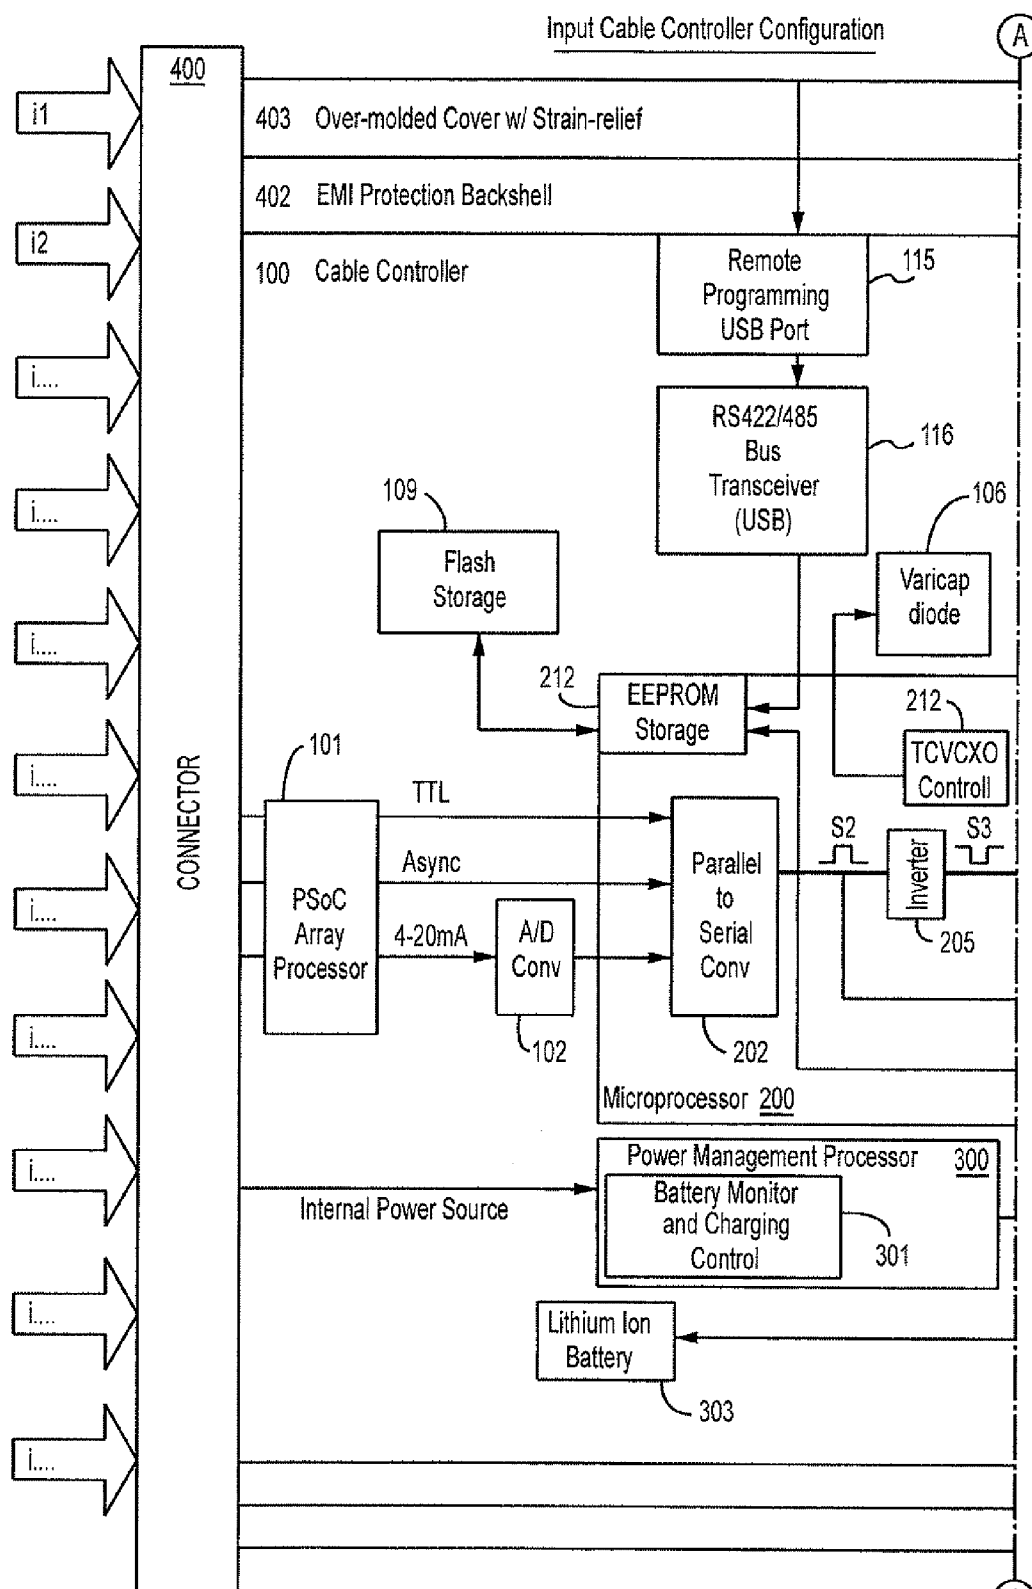 Input Cable Controller Configuration
A
400
i1
403 Over-molded Cover w/ Strain-relief
402 EMI Protection Backshell
i2
100 Cable Controller
Remote
Programming
USB Port
115
i....
RS422/485
Bus
Transceiver
(USB)
116
109
106
i....
Flash
Storage
Varicap
diode
i....
212
EEPROM
Storage
212
TCVCXO
Controll
101
i....
CONNECTOR
TTL
S2
S3
Async
Parallel
to
Serial
Conv
Inverter
PSoC
Array
Processor
i....
4-20mA
A/D
Conv
205
i....
102
202
Microprocessor 200
i....
Power Management Processor 300
Battery Monitor
and Charging
Control
Internal Power Source
301
i....
Lithium Ion
Battery
303
i....